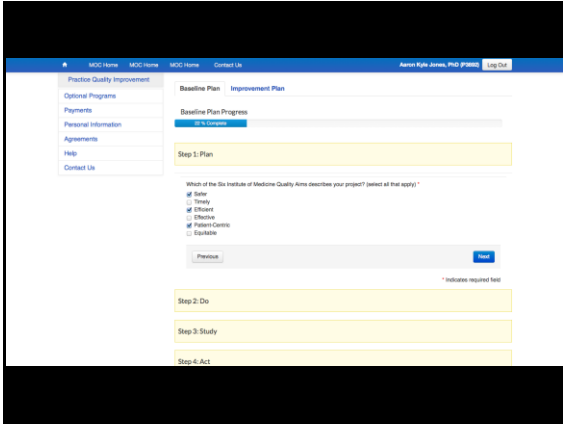 MOC Home MOC Home MOC Home Contact Us Aaron Kyle Jones, PhD (P3692) Log Out
Practice Quality Improvement
Optional Programs
Payments
Personal Information
Agreements
Help
Contact Us
Baseline Plan Improvement Plan
Baseline Plan Progress
% Complete
Step 1: Plan
Which of the Six Institute of Medicine Quality Aims describes your project? (select all that apply) *
Safer
Timely
Efficient
Effective
Patient-Centric
Equitable
Previous Next
* Indicates required field
Step 2: Do
Step 3: Study
Step 4: Act